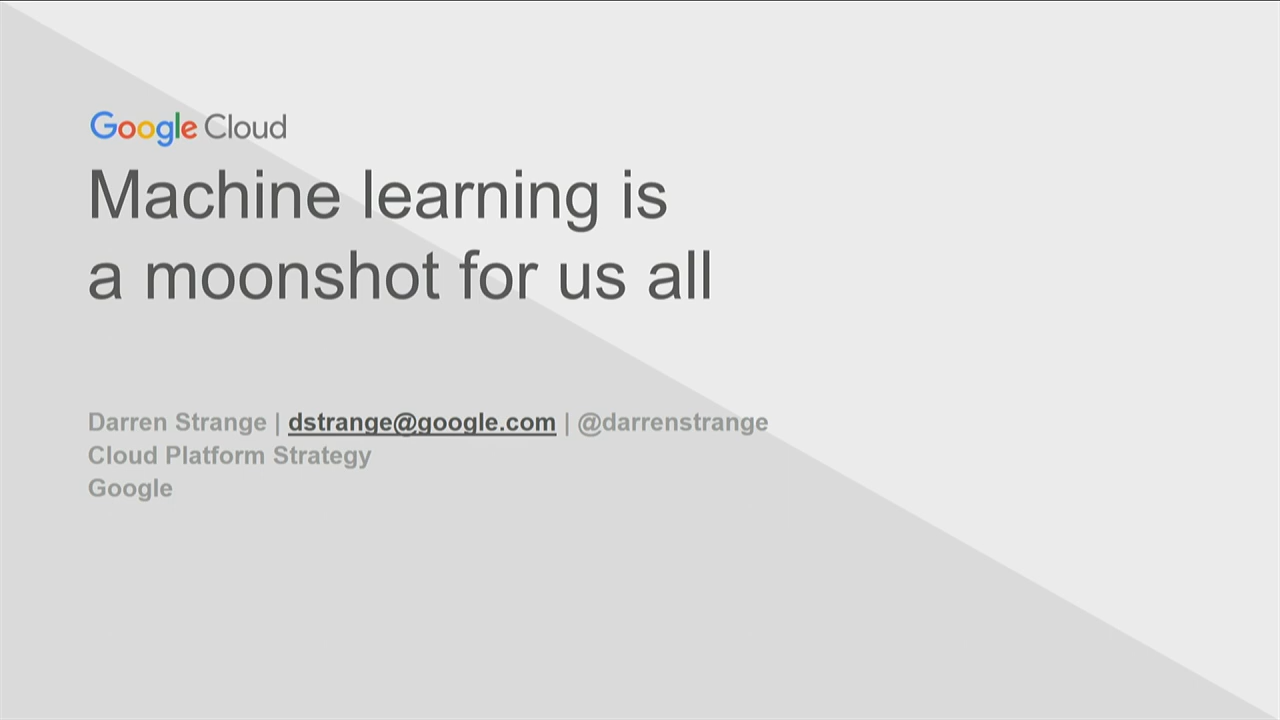 Google Cloud
Machine learning is
a moonshot for us all
Darren Strange | dstrange@google.com | @darrenstrange
Cloud Platform Strategy
Google